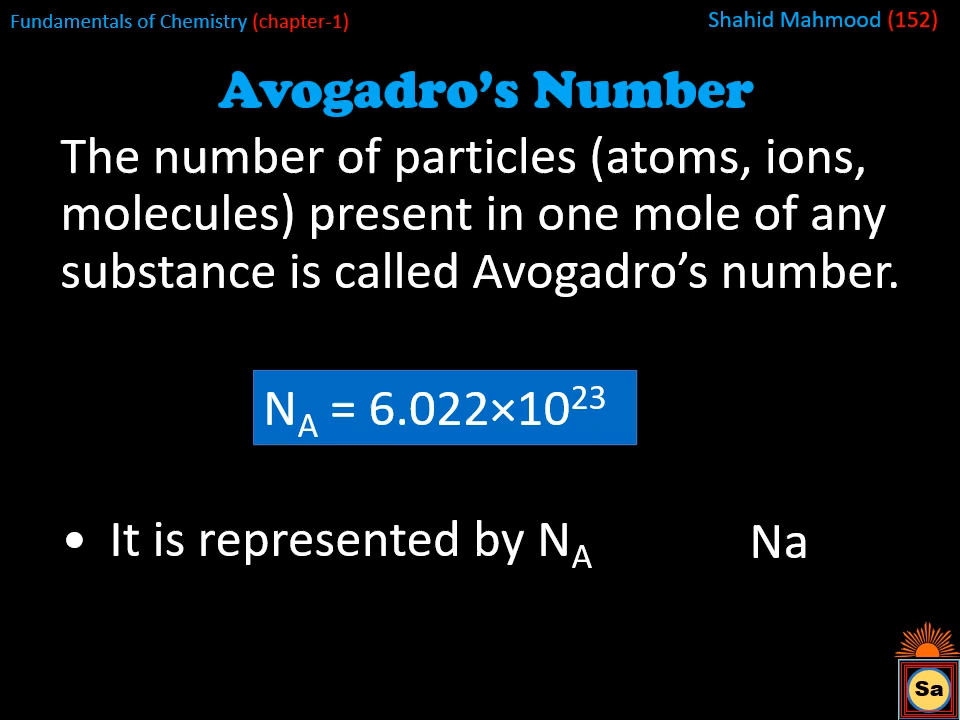 Fundamentals of Chemistry (chapter-1)
Shahid Mahmood (152)
Avogadro’s Number
The number of particles (atoms, ions,
molecules) present in one mole of any
substance is called Avogadro’s number.
N_A = 6.022×10²³
• It is represented by N_A
Na
Sa